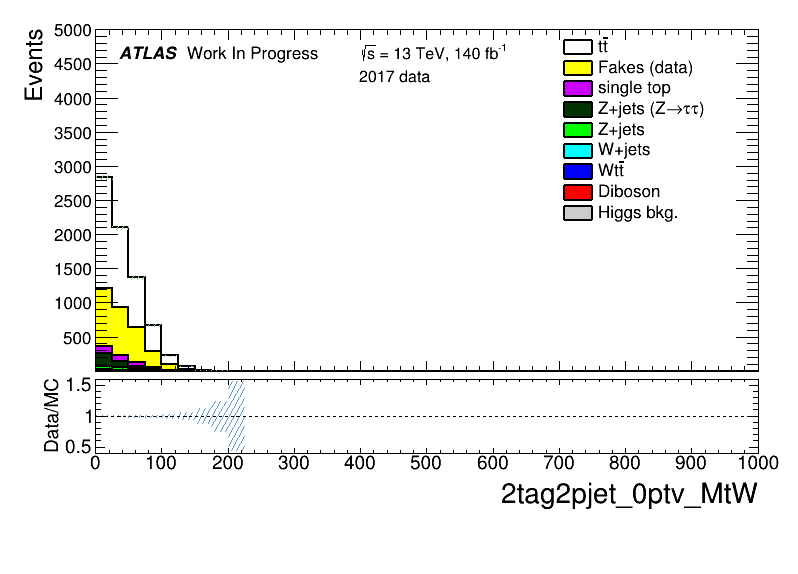 ATLAS Work In Progress
√s = 13 TeV, 140 fb⁻¹
2017 data
Events
5000
4500
4000
3500
3000
2500
2000
1500
1000
500
tt̄
Fakes (data)
single top
Z+jets (Z→ττ)
Z+jets
W+jets
Wtt̄
Diboson
Higgs bkg.
Data/MC
1.5
1
0.5
0 100 200 300 400 500 600 700 800 900 1000
2tag2pjet_0ptv_MtW